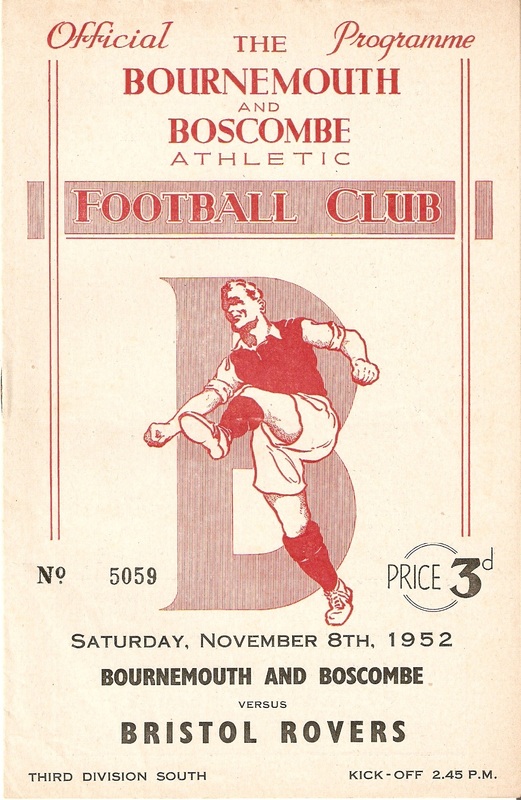 Official THE Programme
BOURNEMOUTH
AND
BOSCOMBE
ATHLETIC
FOOTBALL CLUB
B
Nº 5059
PRICE 3d
SATURDAY, NOVEMBER 8TH, 1952
BOURNEMOUTH AND BOSCOMBE
VERSUS
BRISTOL ROVERS
THIRD DIVISION SOUTH KICK-OFF 2.45 P.M.